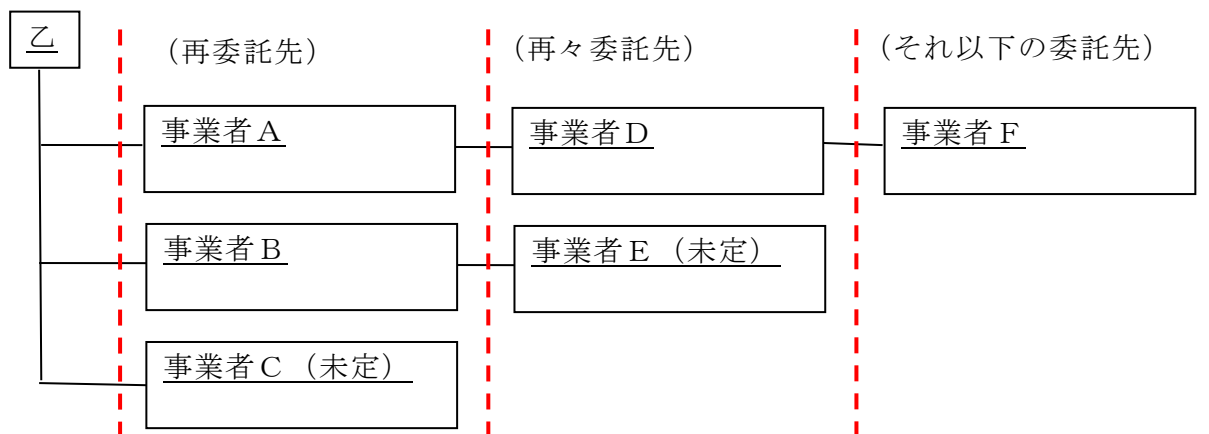 乙
(再委託先)
(再々委託先)
(それ以下の委託先)
事業者Ａ
事業者Ｄ
事業者Ｆ
事業者Ｂ
事業者Ｅ（未定）
事業者Ｃ（未定）